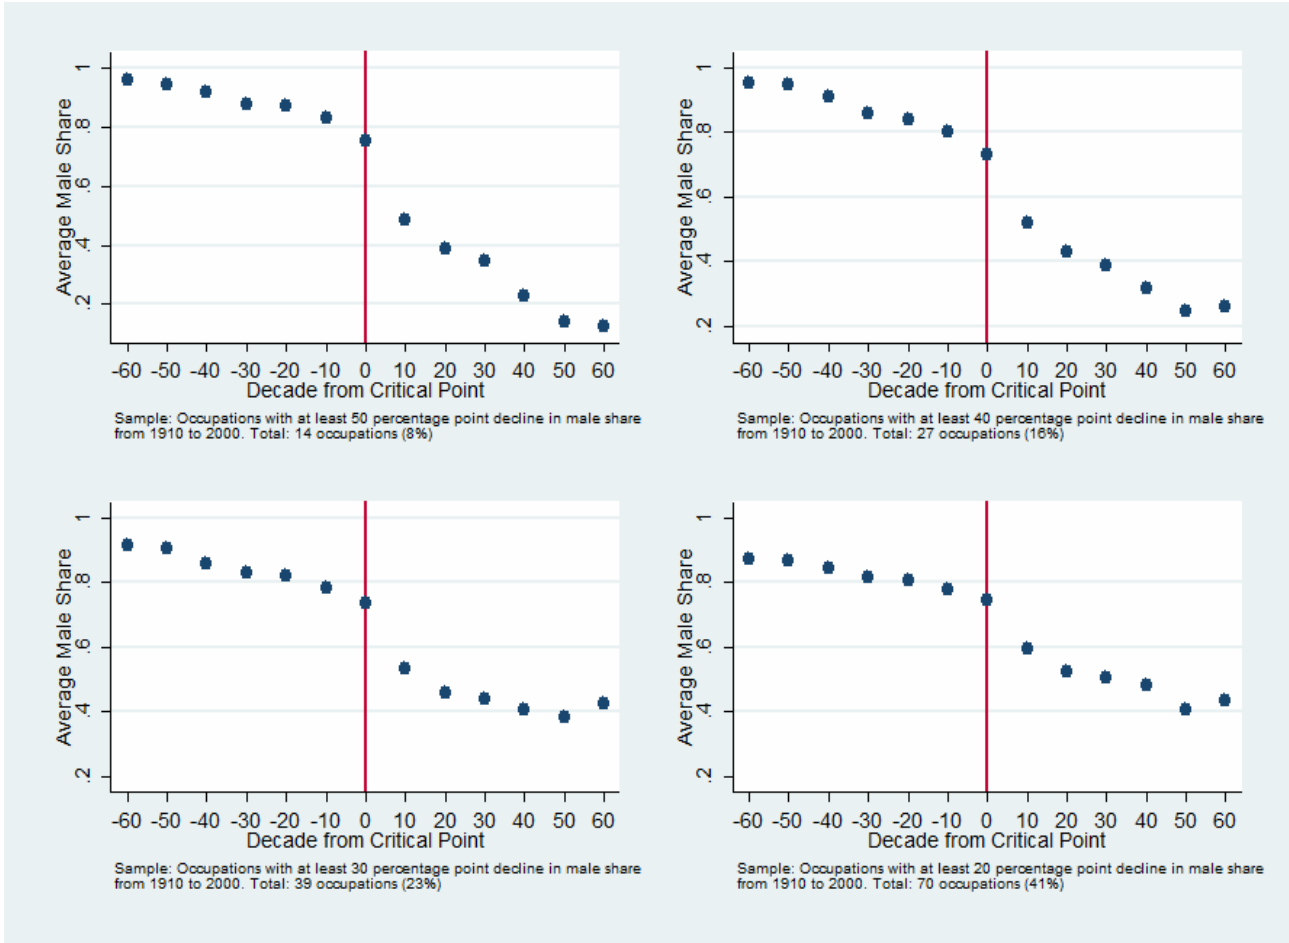 Average Male Share
1
.8
.6
.4
.2
-60 -50 -40 -30 -20 -10 0 10 20 30 40 50 60
Decade from Critical Point
Sample: Occupations with at least 50 percentage point decline in male share
from 1910 to 2000. Total: 14 occupations (8%)
Average Male Share
1
.8
.6
.4
.2
-60 -50 -40 -30 -20 -10 0 10 20 30 40 50 60
Decade from Critical Point
Sample: Occupations with at least 40 percentage point decline in male share
from 1910 to 2000. Total: 27 occupations (16%)
Average Male Share
1
.8
.6
.4
.2
-60 -50 -40 -30 -20 -10 0 10 20 30 40 50 60
Decade from Critical Point
Sample: Occupations with at least 30 percentage point decline in male share
from 1910 to 2000. Total: 39 occupations (23%)
Average Male Share
1
.8
.6
.4
.2
-60 -50 -40 -30 -20 -10 0 10 20 30 40 50 60
Decade from Critical Point
Sample: Occupations with at least 20 percentage point decline in male share
from 1910 to 2000. Total: 70 occupations (41%)